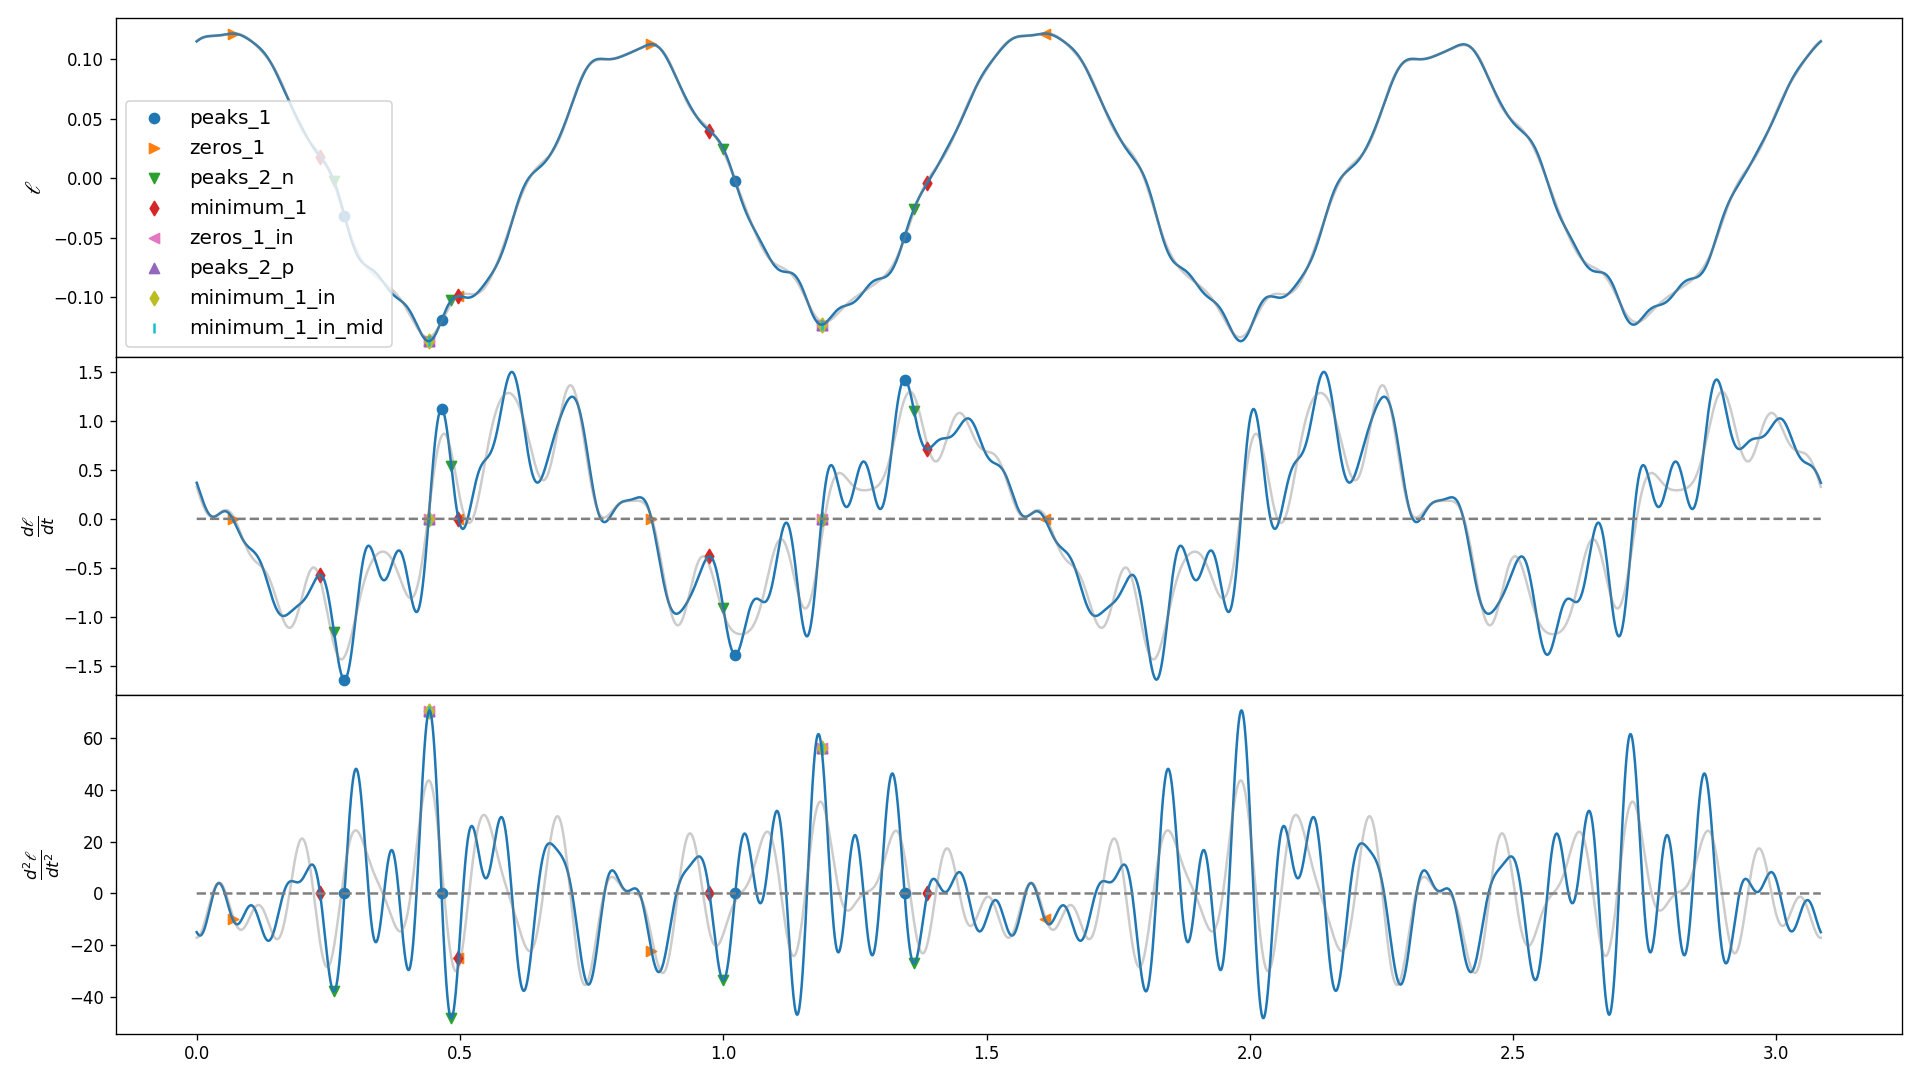 ℓ
0.10
0.05
0.00
−0.05
−0.10
peaks_1
zeros_1
peaks_2_n
minimum_1
zeros_1_in
peaks_2_p
minimum_1_in
minimum_1_in_mid
dℓ
dt
1.5
1.0
0.5
0.0
−0.5
−1.0
−1.5
d²ℓ
dt²
60
40
20
0
−20
−40
0.0 0.5 1.0 1.5 2.0 2.5 3.0